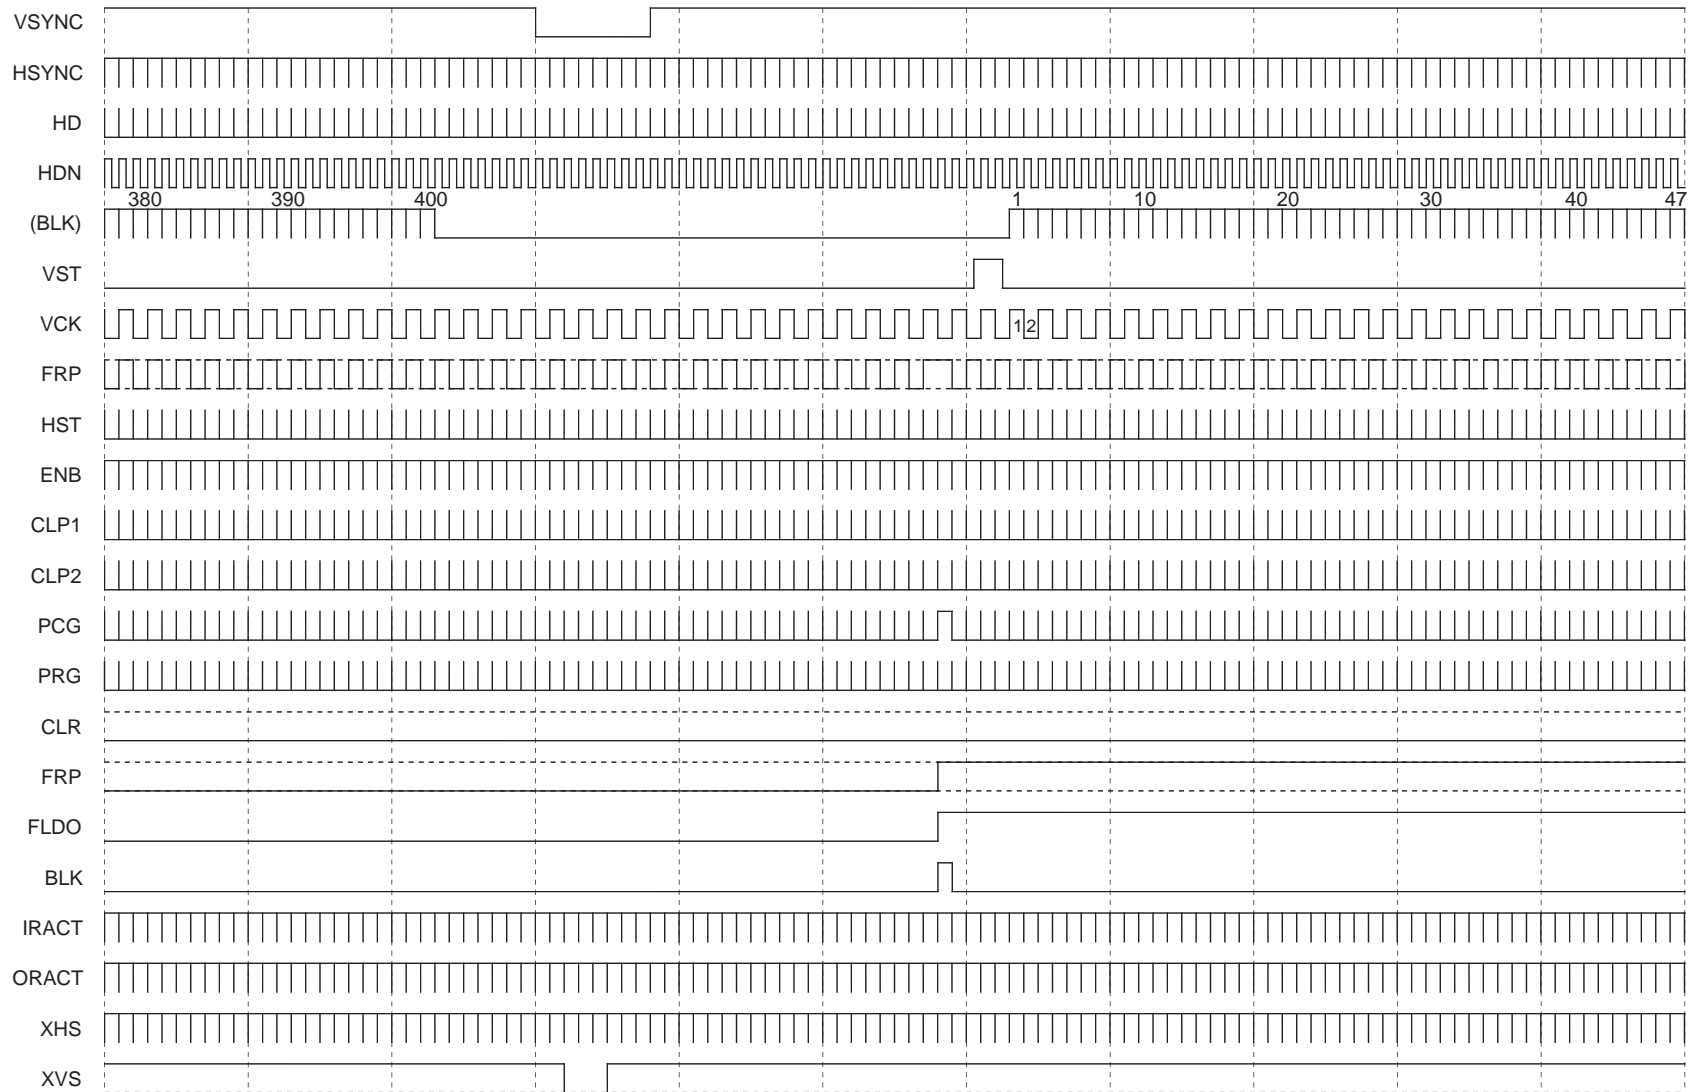 VSYNC
HSYNC
HD
HDN
380 390 400 1 10 20 30 40 47
(BLK)
VST
VCK 1 2
FRP
HST
ENB
CLP1
CLP2
PCG
PRG
CLR
FRP
FLDO
BLK
IRACT
ORACT
XHS
XVS